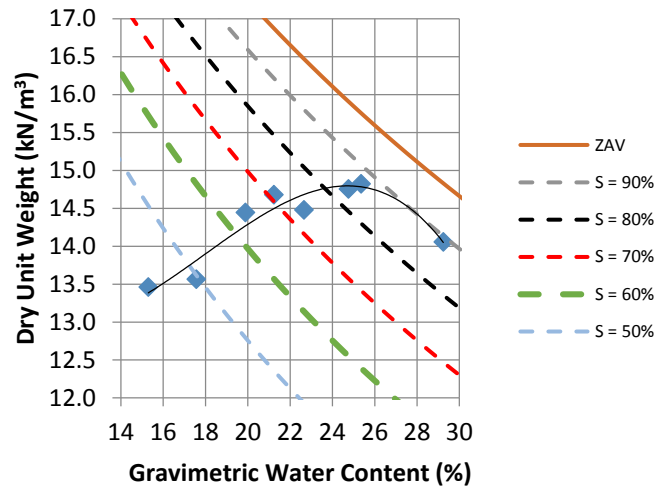 Dry Unit Weight (kN/m³)
17.0
16.5
16.0
15.5
15.0
14.5
14.0
13.5
13.0
12.5
12.0
14 16 18 20 22 24 26 28 30
Gravimetric Water Content (%)
ZAV
S = 90%
S = 80%
S = 70%
S = 60%
S = 50%